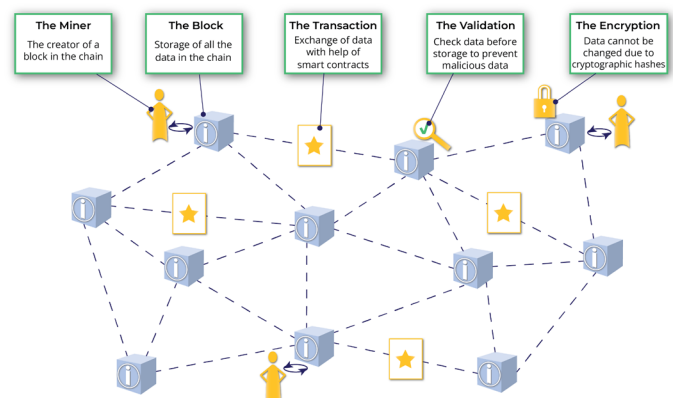 The Miner
The creator of a
block in the chain
The Block
Storage of all the
data in the chain
The Transaction
Exchange of data
with help of
smart contracts
The Validation
Check data before
storage to prevent
malicious data
The Encryption
Data cannot be
changed due to
cryptographic hashes
i
i
i
i
i
i
i
i
i
i
i